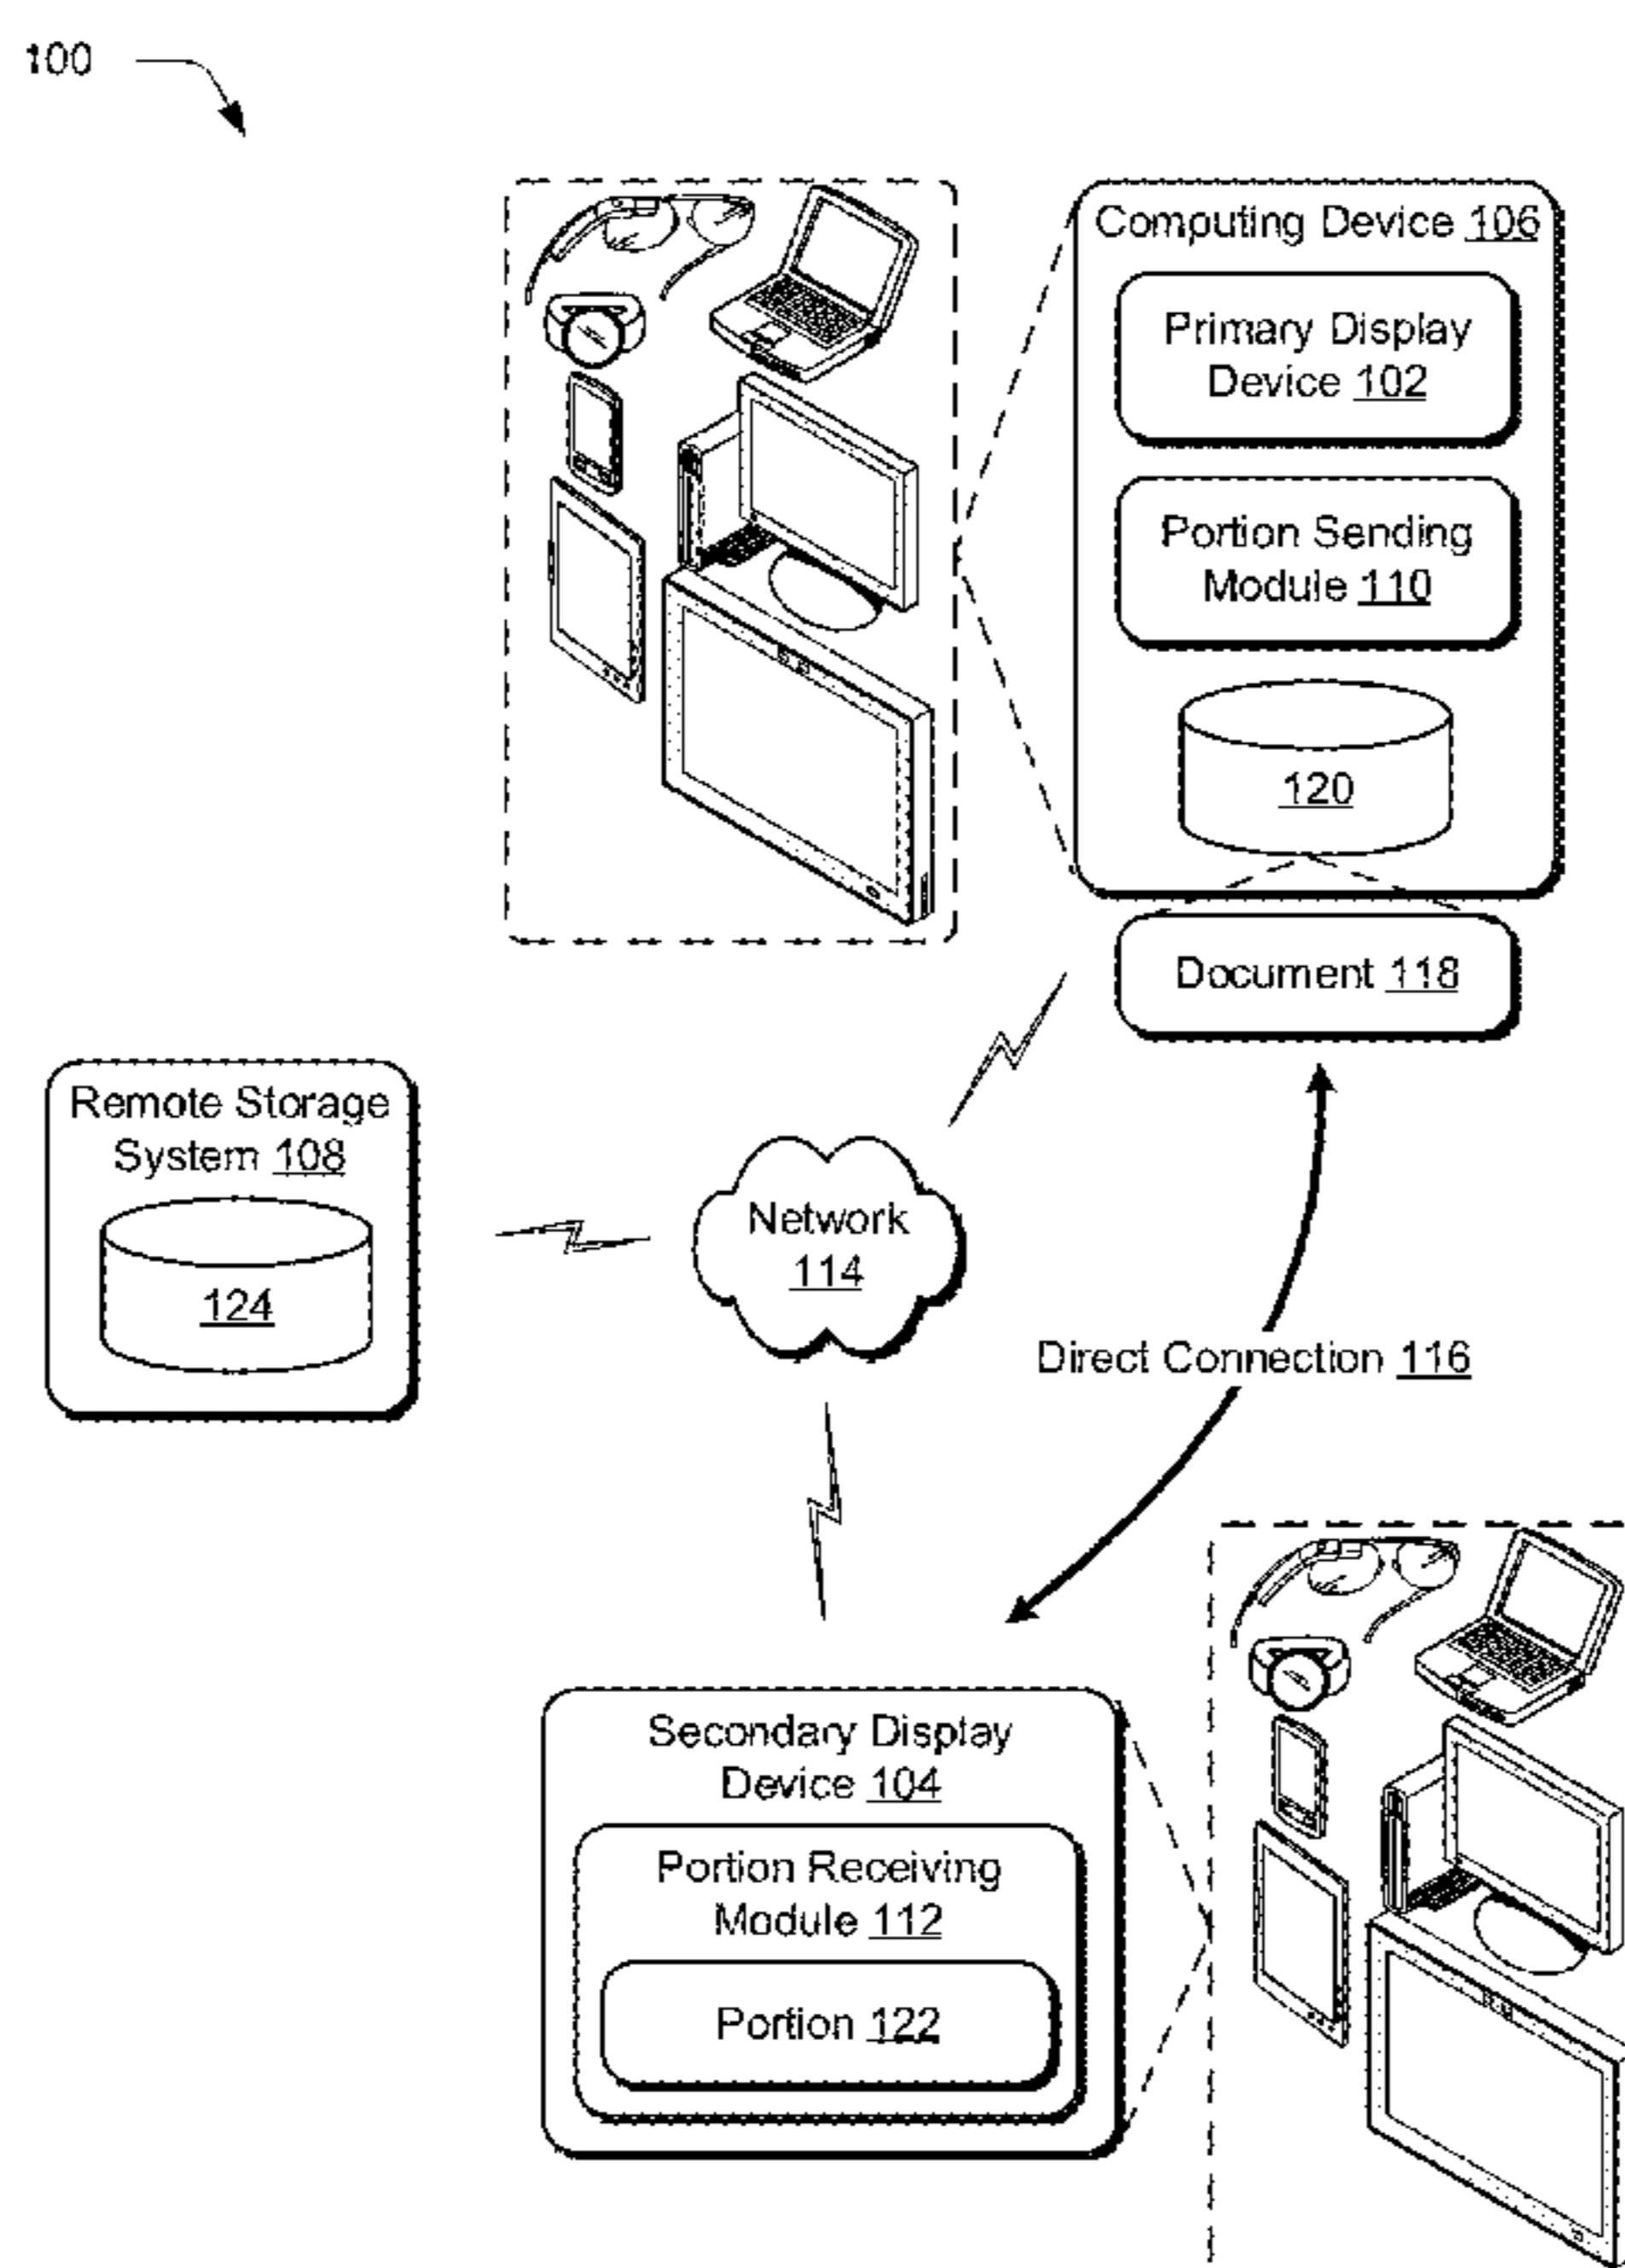 100
Computing Device 106
Primary Display
Device 102
Portion Sending
Module 110
120
Document 118
Remote Storage
System 108
124
Network
114
Direct Connection 116
Secondary Display
Device 104
Portion Receiving
Module 112
Portion 122